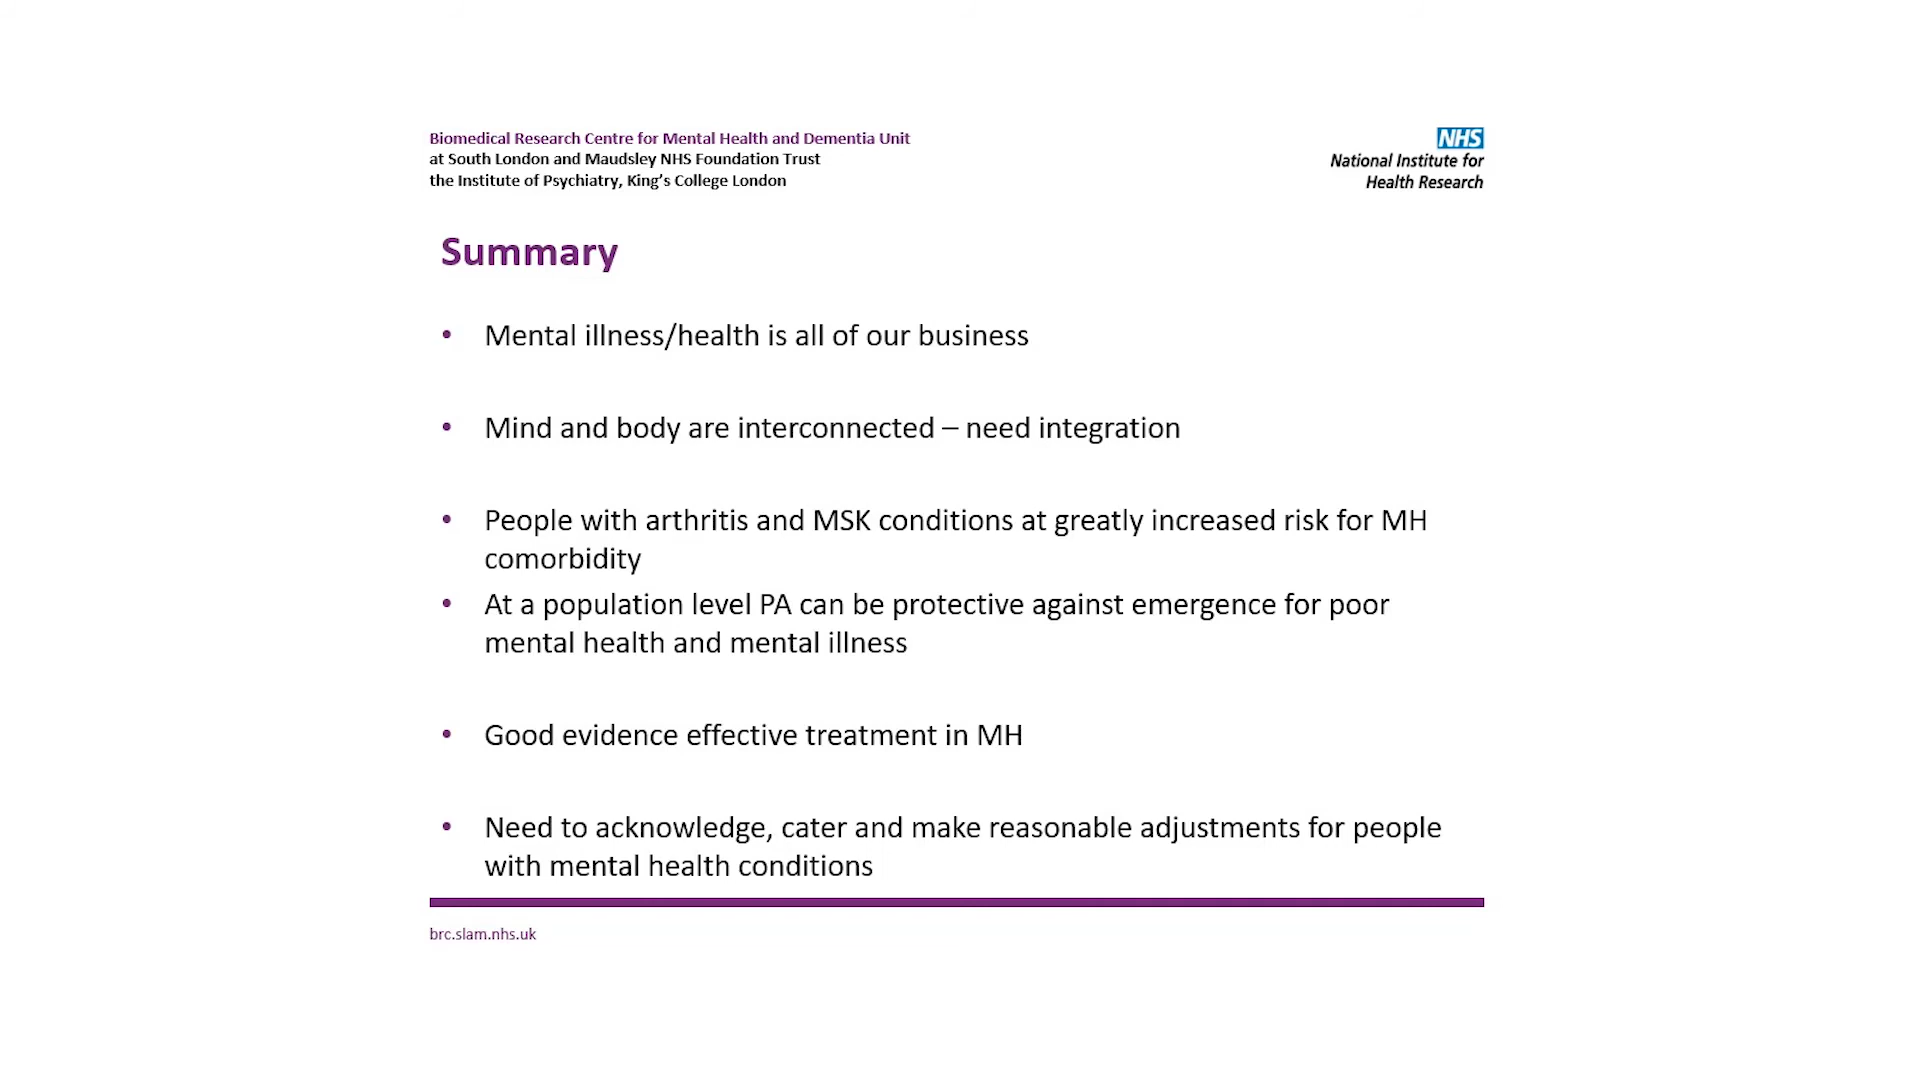 Biomedical Research Centre for Mental Health and Dementia Unit
at South London and Maudsley NHS Foundation Trust
the Institute of Psychiatry, King’s College London
NHS
National Institute for
Health Research
Summary
• Mental illness/health is all of our business
• Mind and body are interconnected – need integration
• People with arthritis and MSK conditions at greatly increased risk for MH
comorbidity
• At a population level PA can be protective against emergence for poor
mental health and mental illness
• Good evidence effective treatment in MH
• Need to acknowledge, cater and make reasonable adjustments for people
with mental health conditions
brc.slam.nhs.uk